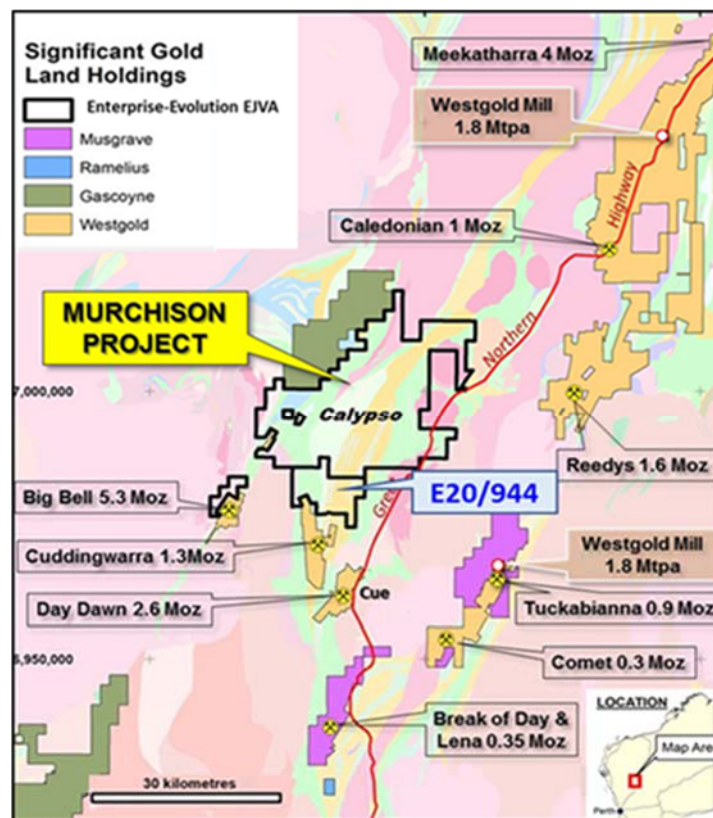 Significant Gold
Land Holdings
Enterprise-Evolution EJVA
Musgrave
Ramelius
Gascoyne
Westgold
Meekatharra 4 Moz
Westgold Mill
1.8 Mtpa
Highway
Caledonian 1 Moz
MURCHISON
PROJECT
Northern
7,000,000
Calypso
Reedys 1.6 Moz
Big Bell 5.3 Moz
E20/944
Great
Cuddingwarra 1.3Moz
Westgold Mill
1.8 Mtpa
Day Dawn 2.6 Moz
Cue
Tuckabianna 0.9 Moz
6,950,000
Comet 0.3 Moz
Break of Day &
Lena 0.35 Moz
30 kilometres
LOCATION
Map Area
Perth